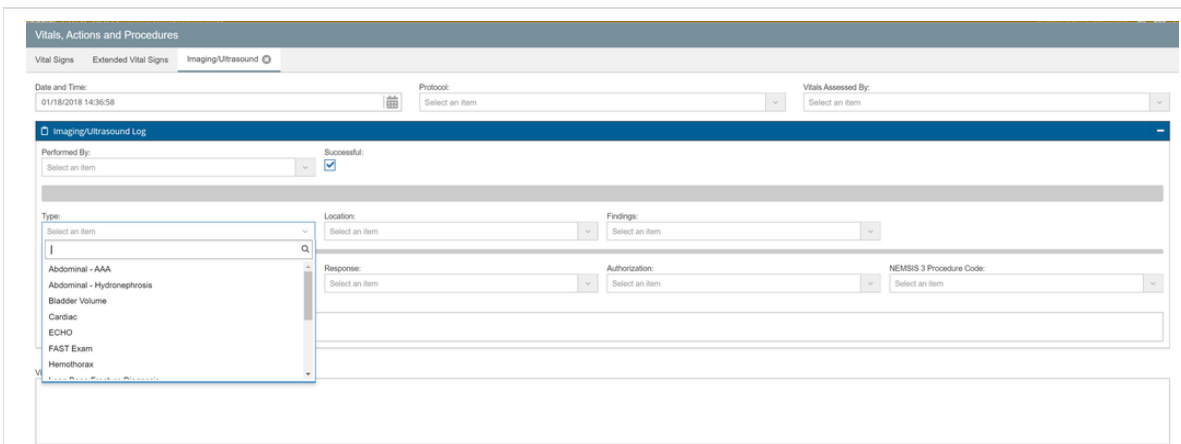 Vitals, Actions and Procedures
Vital Signs Extended Vital Signs Imaging/Ultrasound
Date and Time: Protocol: Vitals Assessed By:
01/18/2018 14:36:58 Select an item Select an item
Imaging/Ultrasound Log
Performed By: Successful:
Select an item
Type: Location: Findings:
Select an item Select an item Select an item
Abdominal - AAA
Response: Authorization: NEMSIS 3 Procedure Code:
Abdominal - Hydronephrosis
Select an item Select an item Select an item
Bladder Volume
Cardiac
ECHO
FAST Exam
Hemothorax